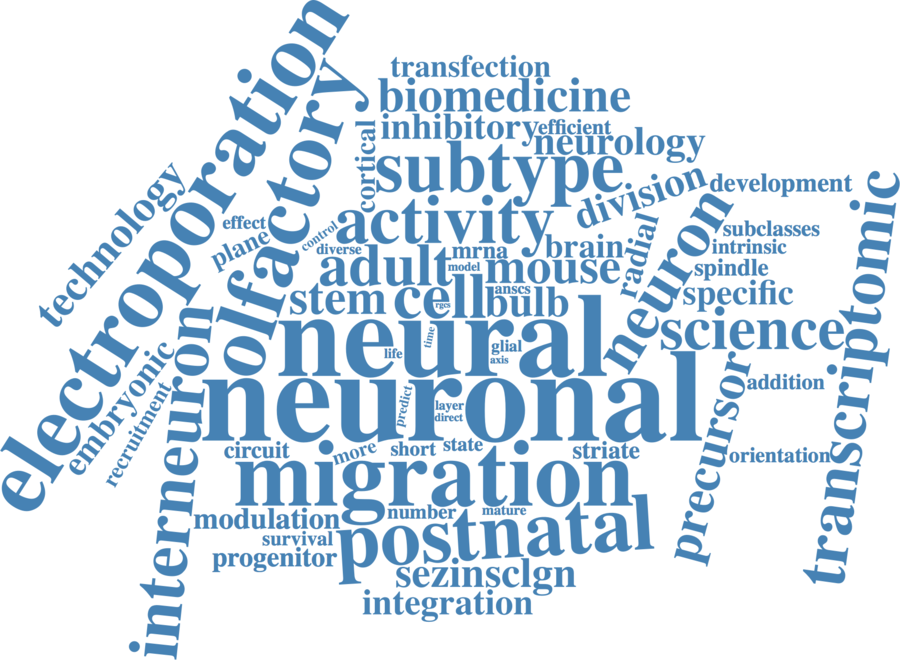 electroporation
olfactory
technology
transfection
biomedicine
inhibitory
efficient
neurology
cortical
subtype
division
development
effect
plane
control
activity
diverse
mrna
brain
radial
neuron
subclasses
intrinsic
transcriptomic
adult
model
mouse
spindle
stem
cell
anscs
rgcs
bulb
specific
neural
time
life
glial
axis
science
embryonic
recruitment
interneuron
neuronal
predict
layer
direct
precursor
addition
circuit
more
short
state
striate
orientation
migration
modulation
number
mature
survival
postnatal
progenitor
sezinsclgn
integration